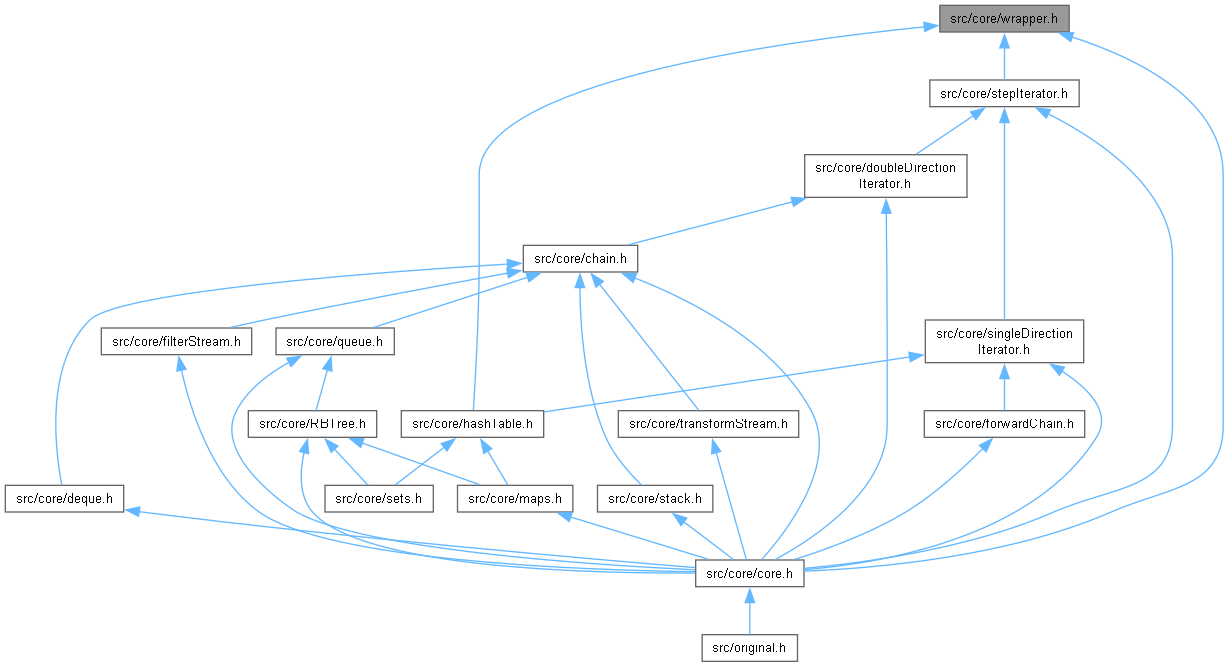 src/core/wrapper.h
src/core/stepIterator.h
src/core/doubleDirection
Iterator.h
src/core/chain.h
src/core/filterStream.h
src/core/queue.h
src/core/singleDirection
Iterator.h
src/core/RBTree.h
src/core/hashTable.h
src/core/transformStream.h
src/core/forwardChain.h
src/core/deque.h
src/core/sets.h
src/core/maps.h
src/core/stack.h
src/core/core.h
src/original.h